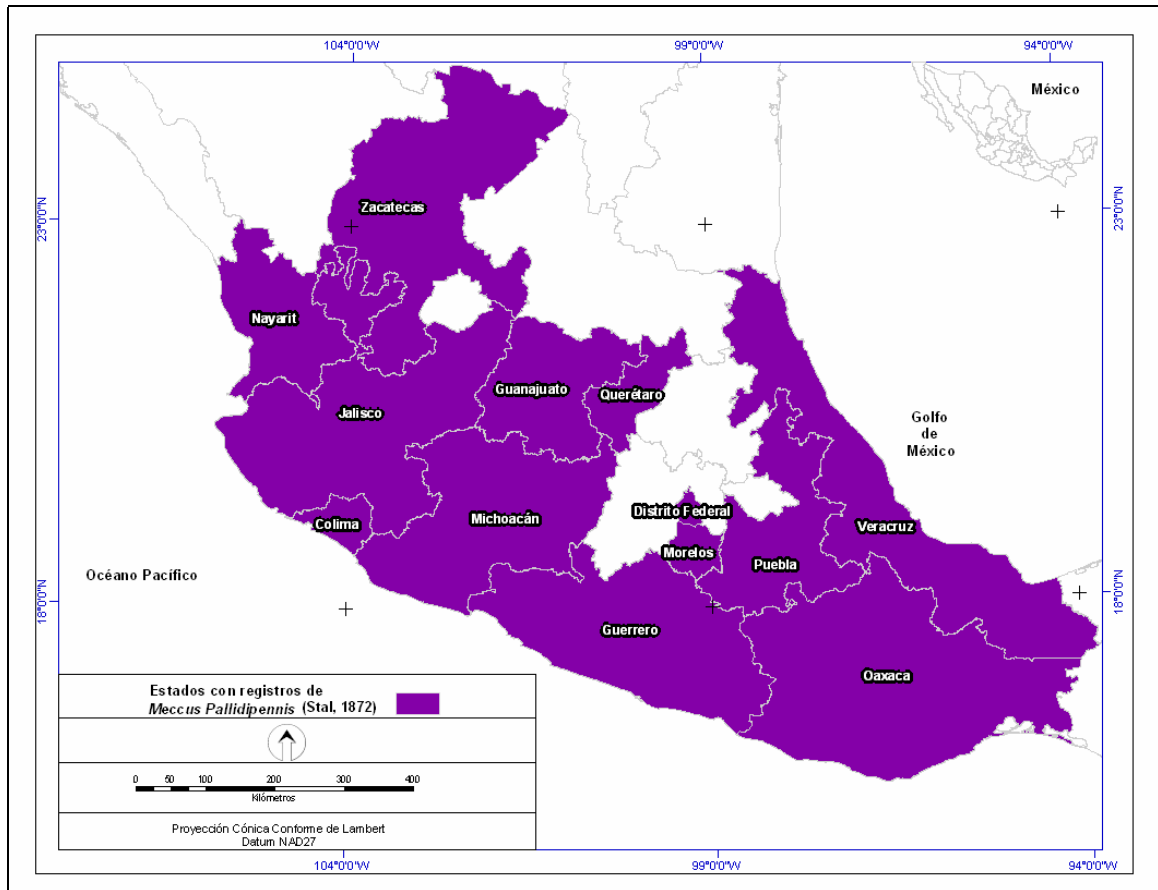 104°0'0"W
99°0'0"W
94°0'0"W
México
23°0'0"N
23°0'0"N
Zacatecas
Nayarit
Guanajuato
Querétaro
Jalisco
Golfo
de
México
Distrito Federal
Colima
Michoacán
Veracruz
Morelos
Puebla
Océano Pacífico
18°0'0"N
18°0'0"N
Guerrero
Oaxaca
Estados con registros de
Meccus Pallidipennis (Stal, 1872)
0 50 100 200 300 400
Kilómetros
Proyección Cónica Conforme de Lambert
Datum NAD27
104°0'0"W
99°0'0"W
94°0'0"W